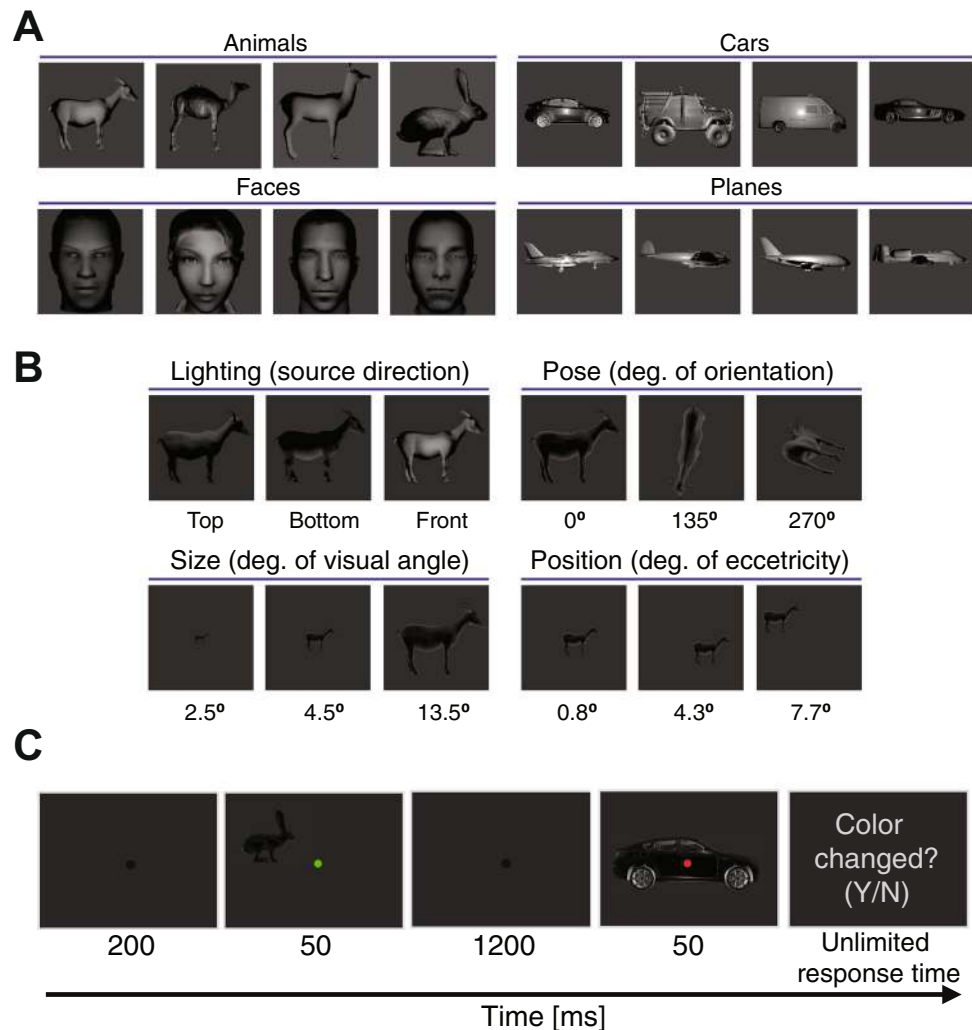 A
Animals
Cars
Faces
Planes
B
Lighting (source direction)
Pose (deg. of orientation)
Top
Bottom
Front
0º
135º
270º
Size (deg. of visual angle)
Position (deg. of eccetricity)
2.5º
4.5º
13.5º
0.8º
4.3º
7.7º
C
Color
changed?
(Y/N)
200
50
1200
50
Unlimited
response time
Time [ms]